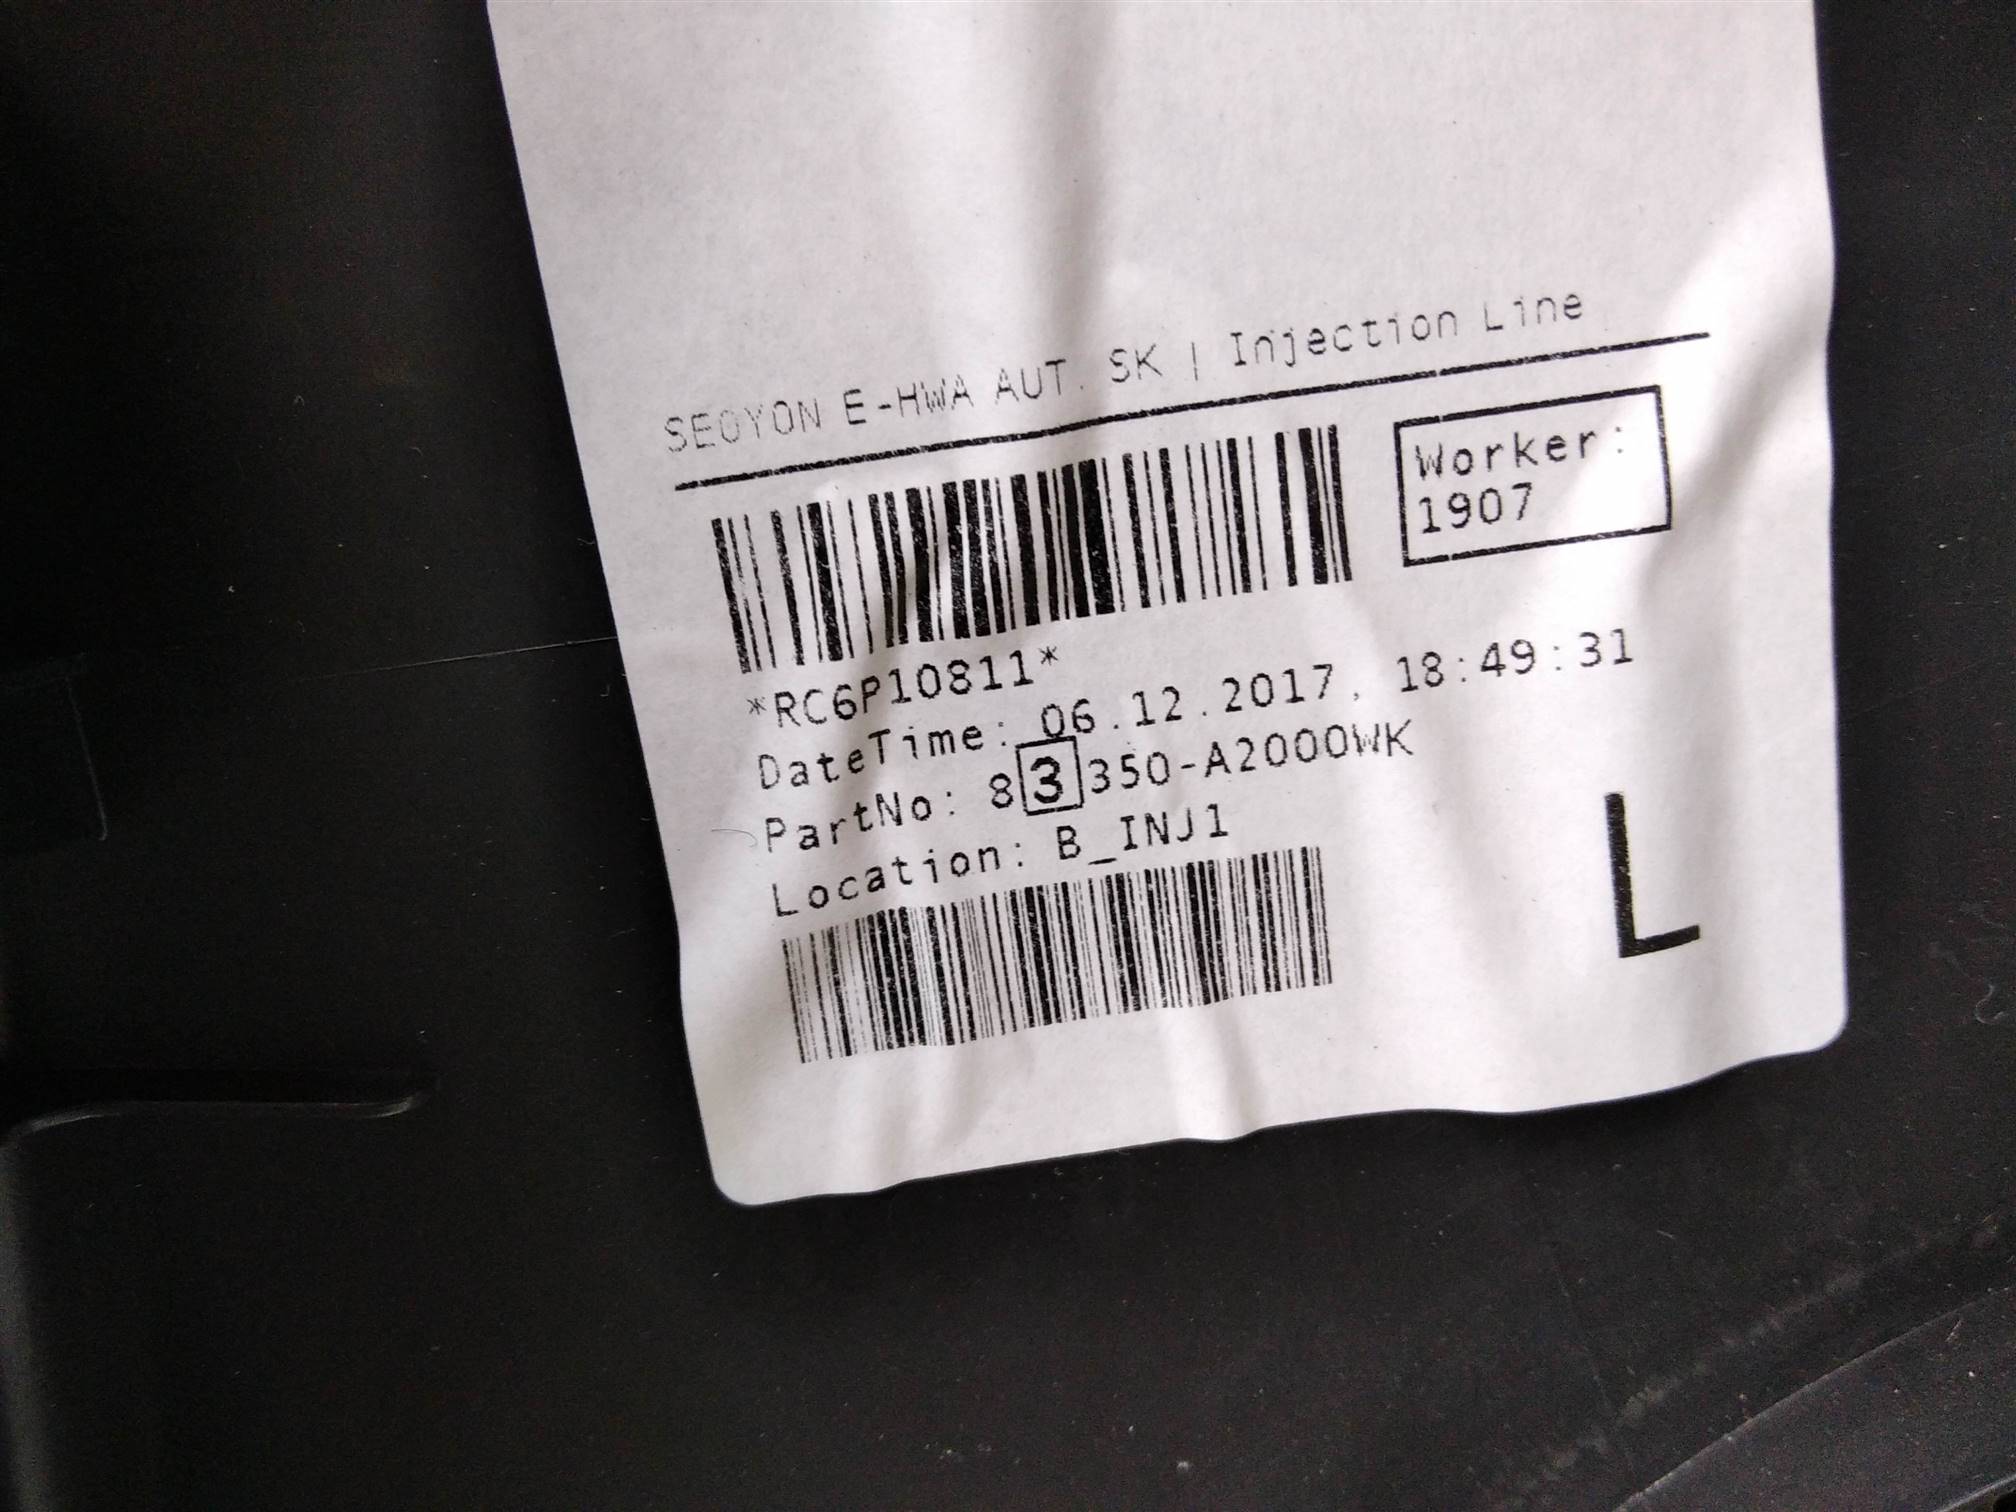 SEOYON E-HWA AUT. SK | Injection Line
Worker:
1907
*RC6P10811*
DateTime: 06.12.2017, 18:49:31
PartNo: 83350-A2000WK
Location: B_INJ1
L